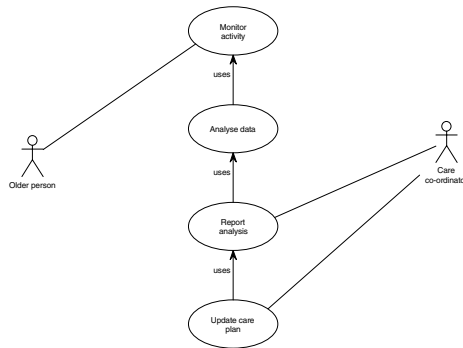 Monitor
activity
uses
Analyse data
Older person
uses
Care
co-ordinator
Report
analysis
uses
Update care
plan